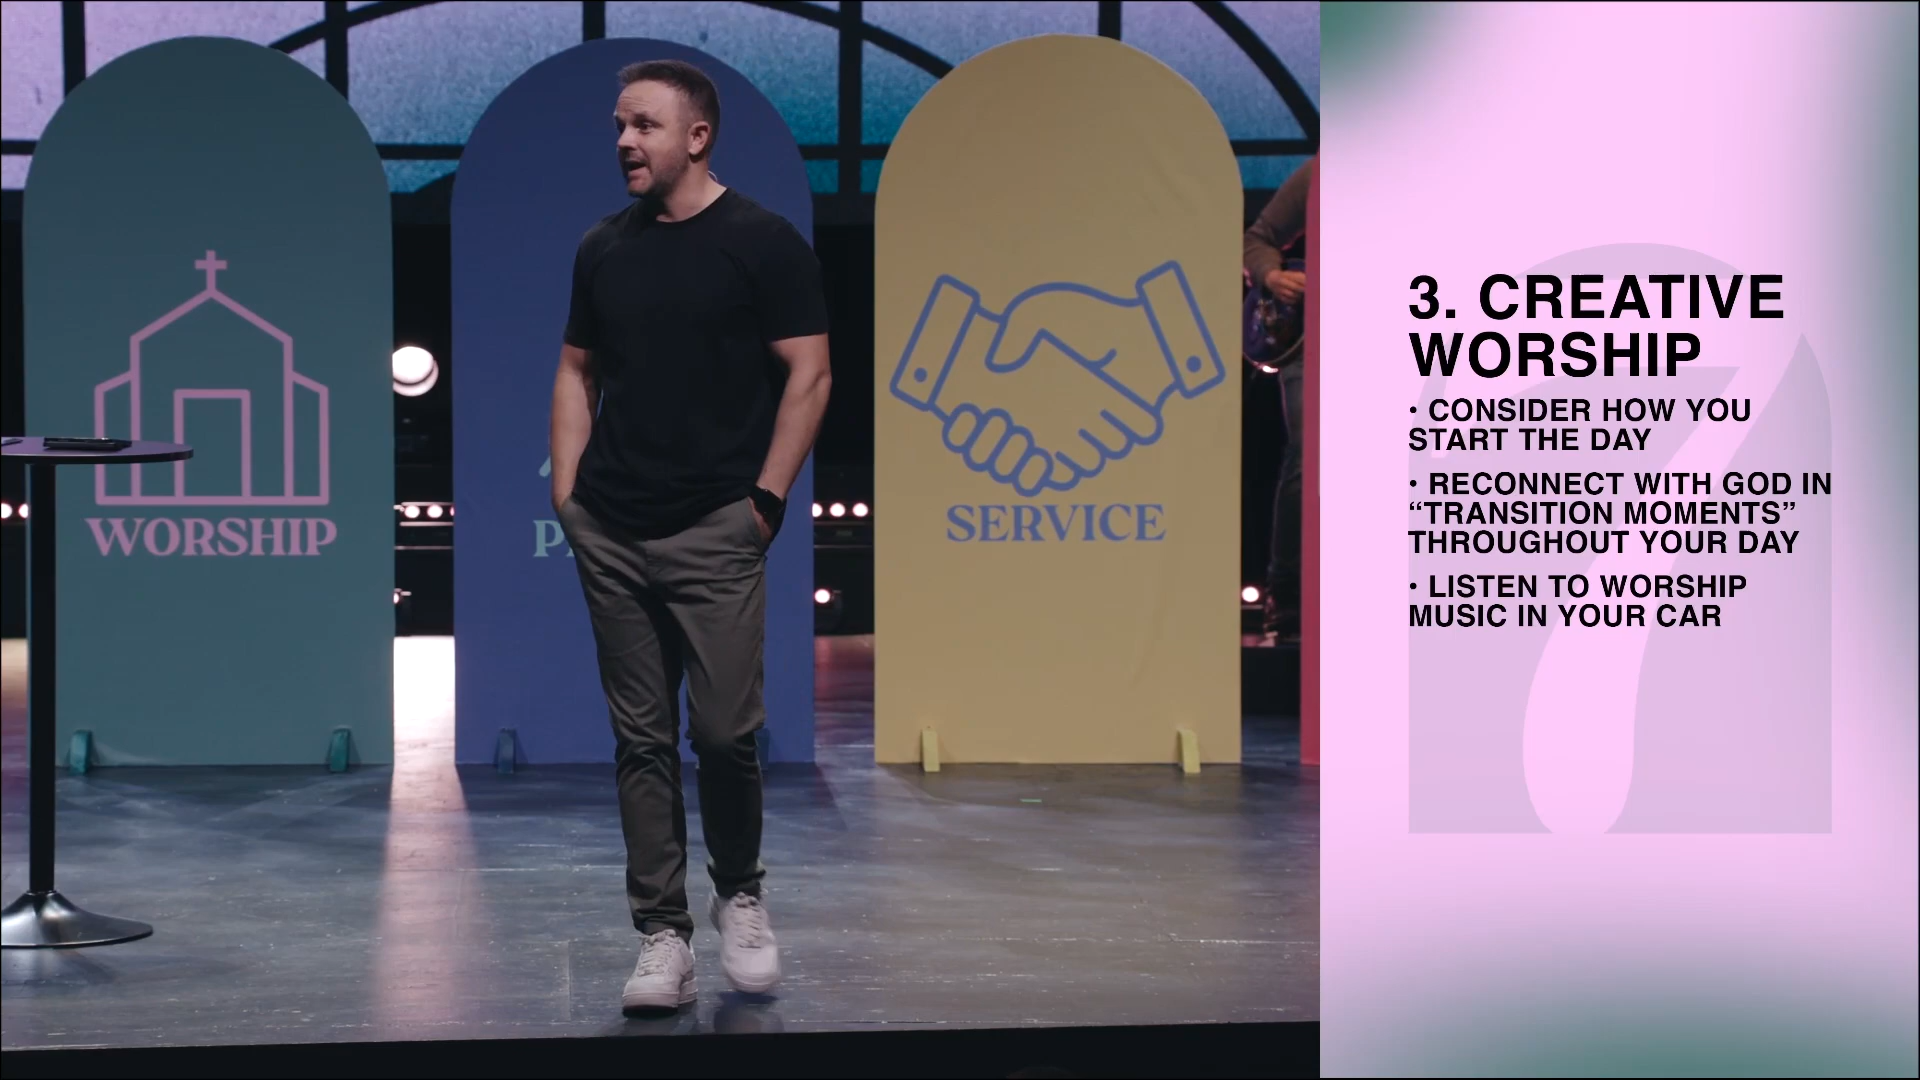 WORSHIP
SERVICE
3. CREATIVE
WORSHIP
• CONSIDER HOW YOU
START THE DAY
• RECONNECT WITH GOD IN
“TRANSITION MOMENTS”
THROUGHOUT YOUR DAY
• LISTEN TO WORSHIP
MUSIC IN YOUR CAR
7